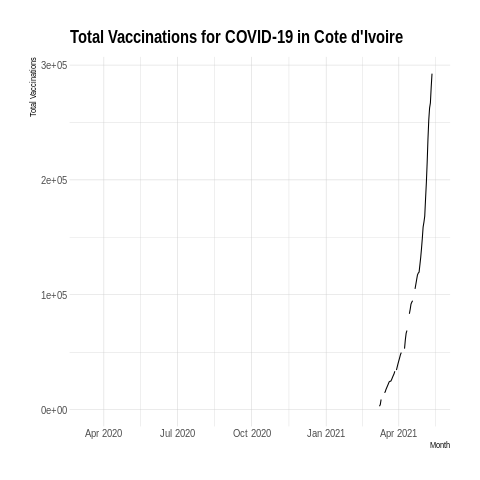 Total Vaccinations for COVID-19 in Cote d'Ivoire
Total Vaccinations
3e+05
2e+05
1e+05
0e+00
Apr 2020 Jul 2020 Oct 2020 Jan 2021 Apr 2021
Month